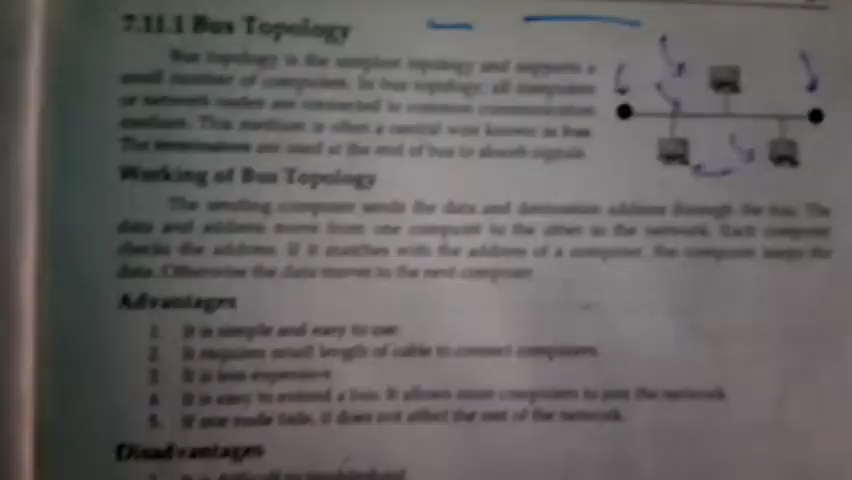 7.11.1 Bus Topology
Bus topology is the simplest topology and supports a
small number of computers. In bus topology, all computers
or network nodes are connected to common communication
medium. This medium is often a central wire known as bus.
The terminators are used at the end of bus to absorb signals.
Working of Bus Topology
The sending computer sends the data and destination address through the bus. The
data and address move from one computer to the other in the network. Each computer
checks the address. If it matches with the address of a computer, the computer keeps the
data. Otherwise the data moves to the next computer.
Advantages
1. It is simple and easy to use.
2. It requires small length of cable to connect computers.
3. It is less expensive.
4. It is easy to extend a bus. It allows more computers to join the network.
5. If one node fails, it does not affect the rest of the network.
Disadvantages
1. It is difficult to troubleshoot.